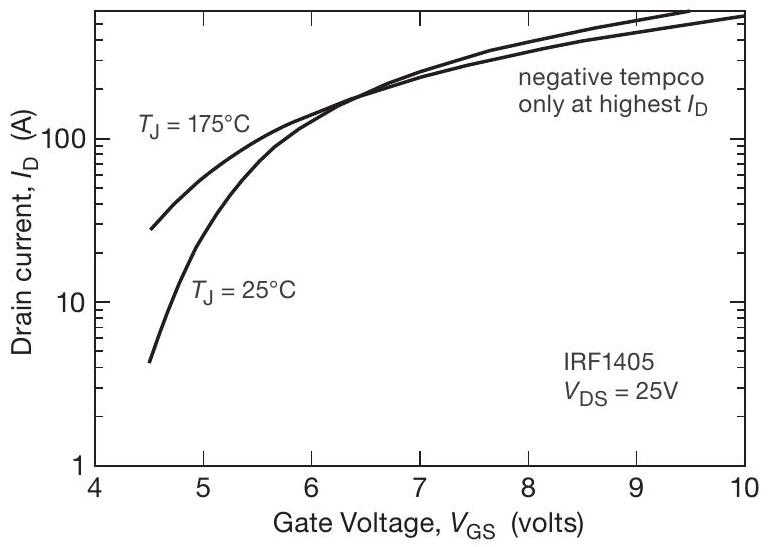 Drain current, I_D (A)
100
10
1
T_J = 175°C
T_J = 25°C
negative tempco
only at highest I_D
IRF1405
V_DS = 25V
4 5 6 7 8 9 10
Gate Voltage, V_GS (volts)